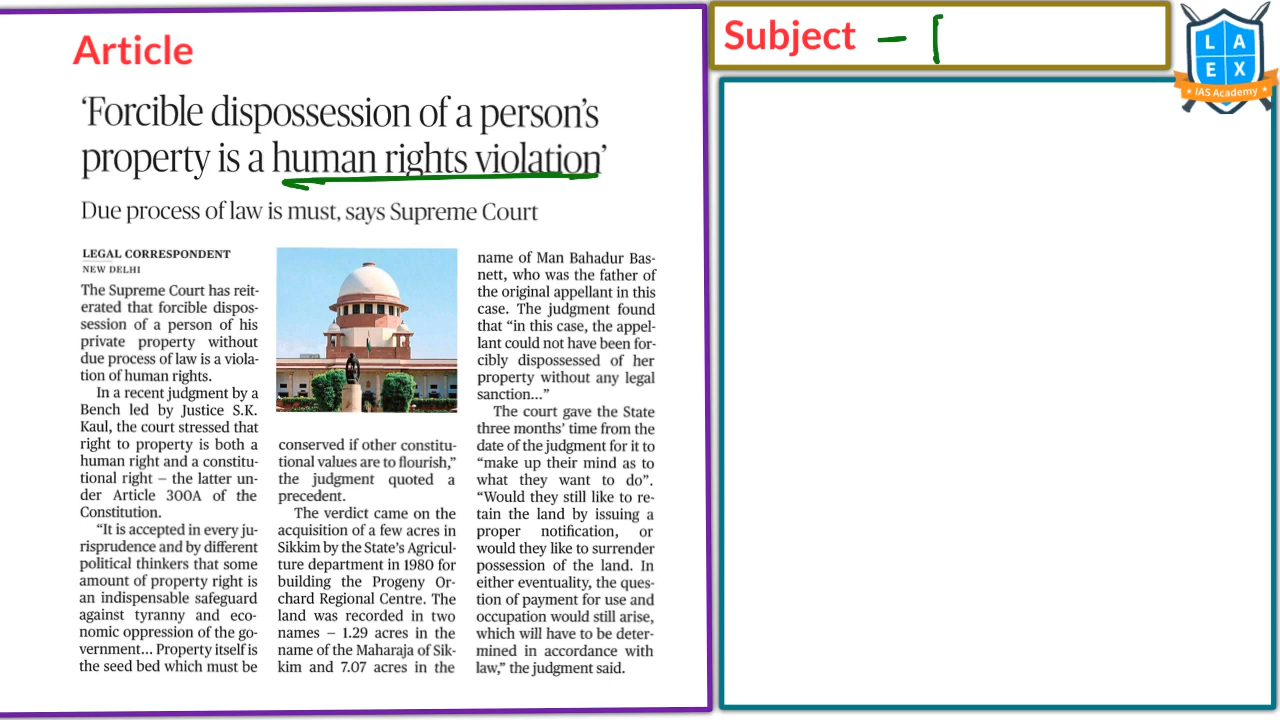 Article
‘Forcible dispossession of a person’s
property is a human rights violation’
Due process of law is must, says Supreme Court
LEGAL CORRESPONDENT
NEW DELHI
The Supreme Court has reit-
erated that forcible dispos-
session of a person of his
private property without
due process of law is a viola-
tion of human rights.
In a recent judgment by a
Bench led by Justice S.K.
Kaul, the court stressed that
right to property is both a
human right and a constitu-
tional right – the latter un-
der Article 300A of the
Constitution.
“It is accepted in every ju-
risprudence and by different
political thinkers that some
amount of property right is
an indispensable safeguard
against tyranny and eco-
nomic oppression of the go-
vernment... Property itself is
the seed bed which must be
conserved if other constitu-
tional values are to flourish,”
the judgment quoted a
precedent.
The verdict came on the
acquisition of a few acres in
Sikkim by the State’s Agricul-
ture department in 1980 for
building the Progeny Or-
chard Regional Centre. The
land was recorded in two
names – 1.29 acres in the
name of the Maharaja of Sik-
kim and 7.07 acres in the
name of Man Bahadur Bas-
nett, who was the father of
the original appellant in this
case. The judgment found
that “in this case, the appel-
lant could not have been for-
cibly dispossessed of her
property without any legal
sanction...”
The court gave the State
three months’ time from the
date of the judgment for it to
“make up their mind as to
what they want to do”.
“Would they still like to re-
tain the land by issuing a
proper notification, or
would they like to surrender
possession of the land. In
either eventuality, the ques-
tion of payment for use and
occupation would still arise,
which will have to be deter-
mined in accordance with
law,” the judgment said.
Subject –
L A
E X
IAS Academy